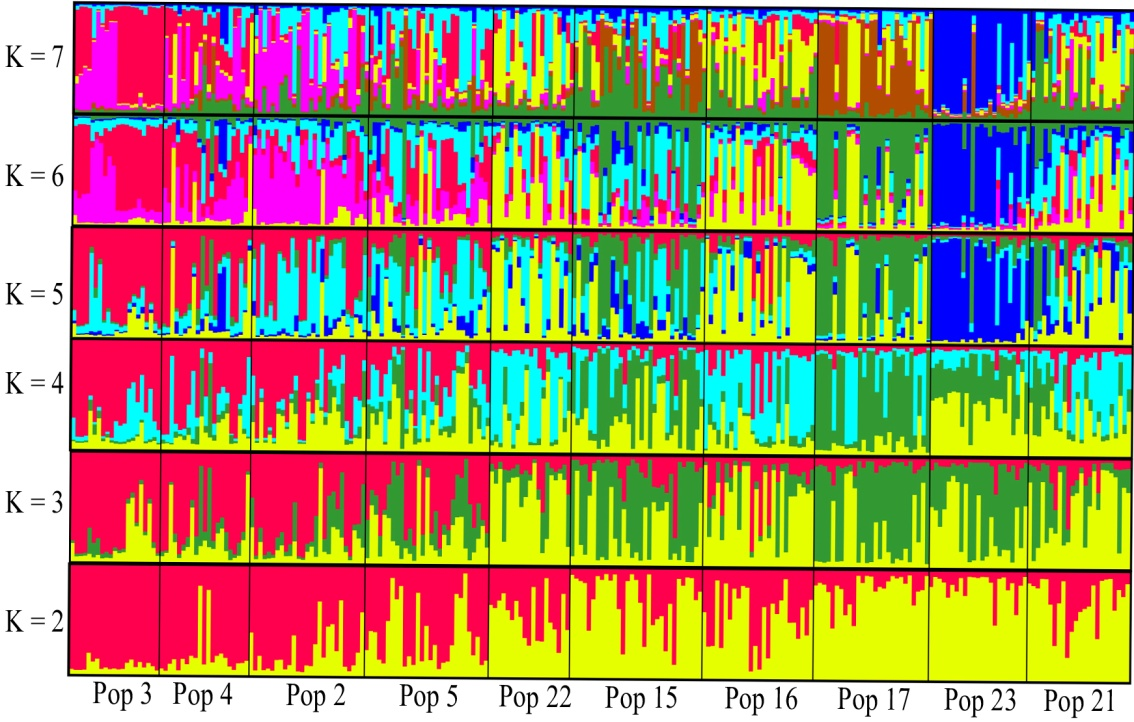 K = 7
K = 6
K = 5
K = 4
K = 3
K = 2
Pop 3 Pop 4 Pop 2 Pop 5 Pop 22 Pop 15 Pop 16 Pop 17 Pop 23 Pop 21